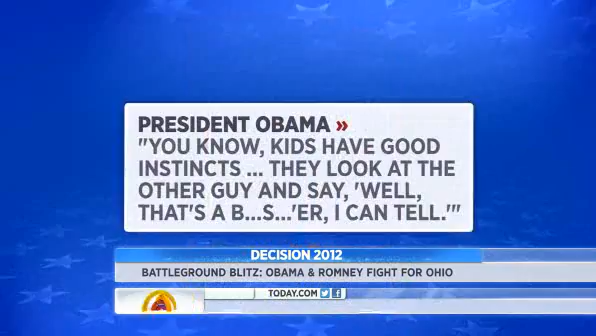 PRESIDENT OBAMA »
"YOU KNOW, KIDS HAVE GOOD
INSTINCTS ... THEY LOOK AT THE
OTHER GUY AND SAY, 'WELL,
THAT'S A B...S...'ER, I CAN TELL.'"
DECISION 2012
BATTLEGROUND BLITZ: OBAMA & ROMNEY FIGHT FOR OHIO
TODAY.COM